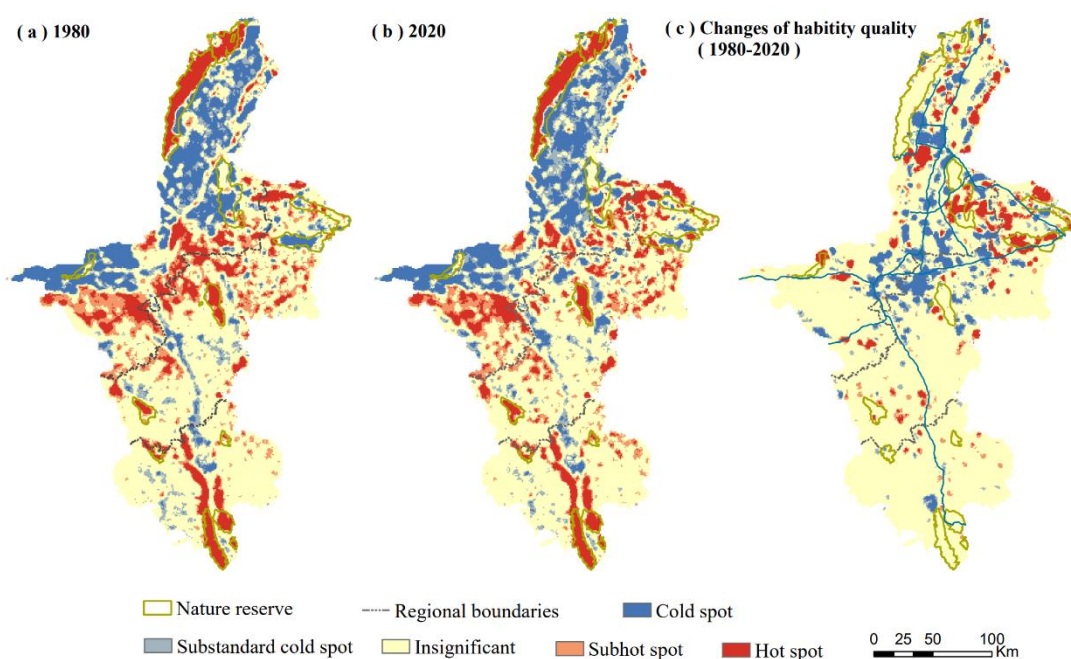 ( a ) 1980
( b ) 2020
( c ) Changes of habitity quality
( 1980-2020 )
Nature reserve
Regional boundaries
Cold spot
Substandard cold spot
Insignificant
Subhot spot
Hot spot
0 25 50 100
Km